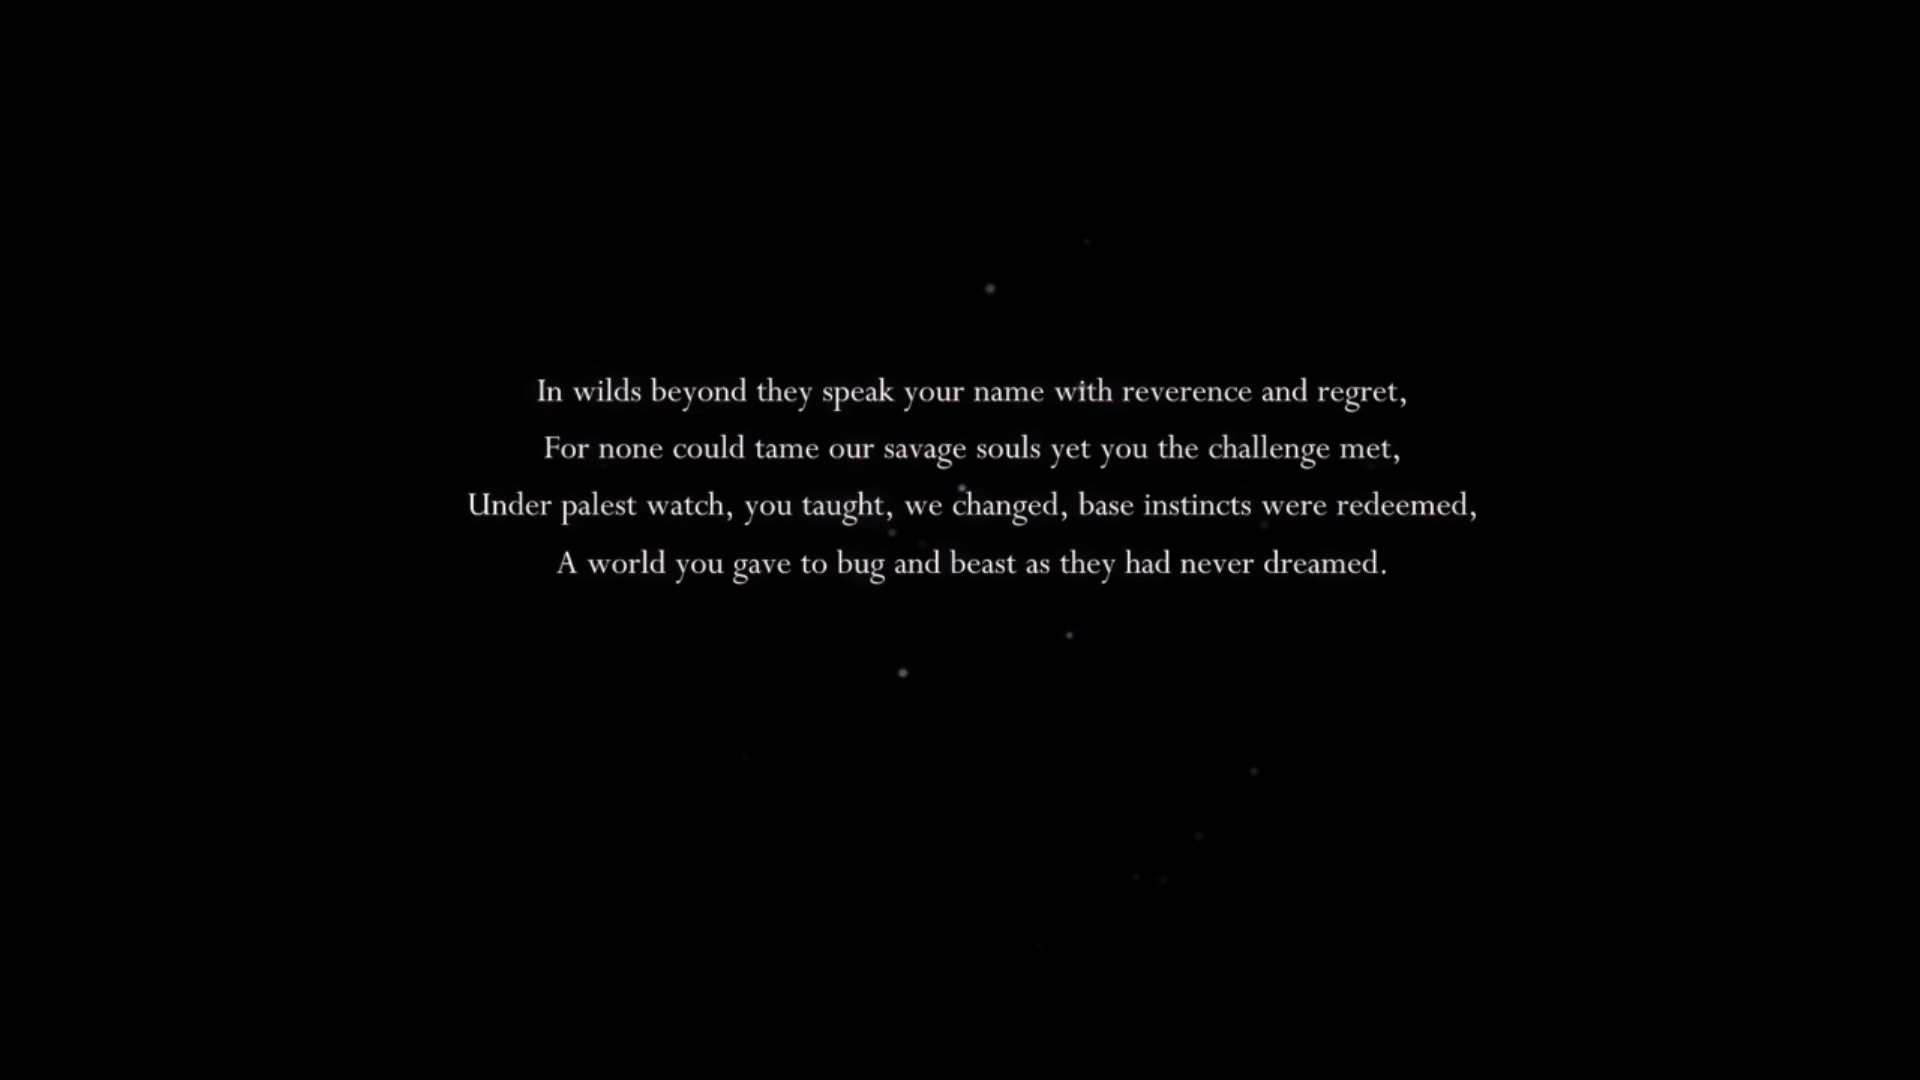 In wilds beyond they speak your name with reverence and regret,
For none could tame our savage souls yet you the challenge met,
Under palest watch, you taught, we changed, base instincts were redeemed,
A world you gave to bug and beast as they had never dreamed.